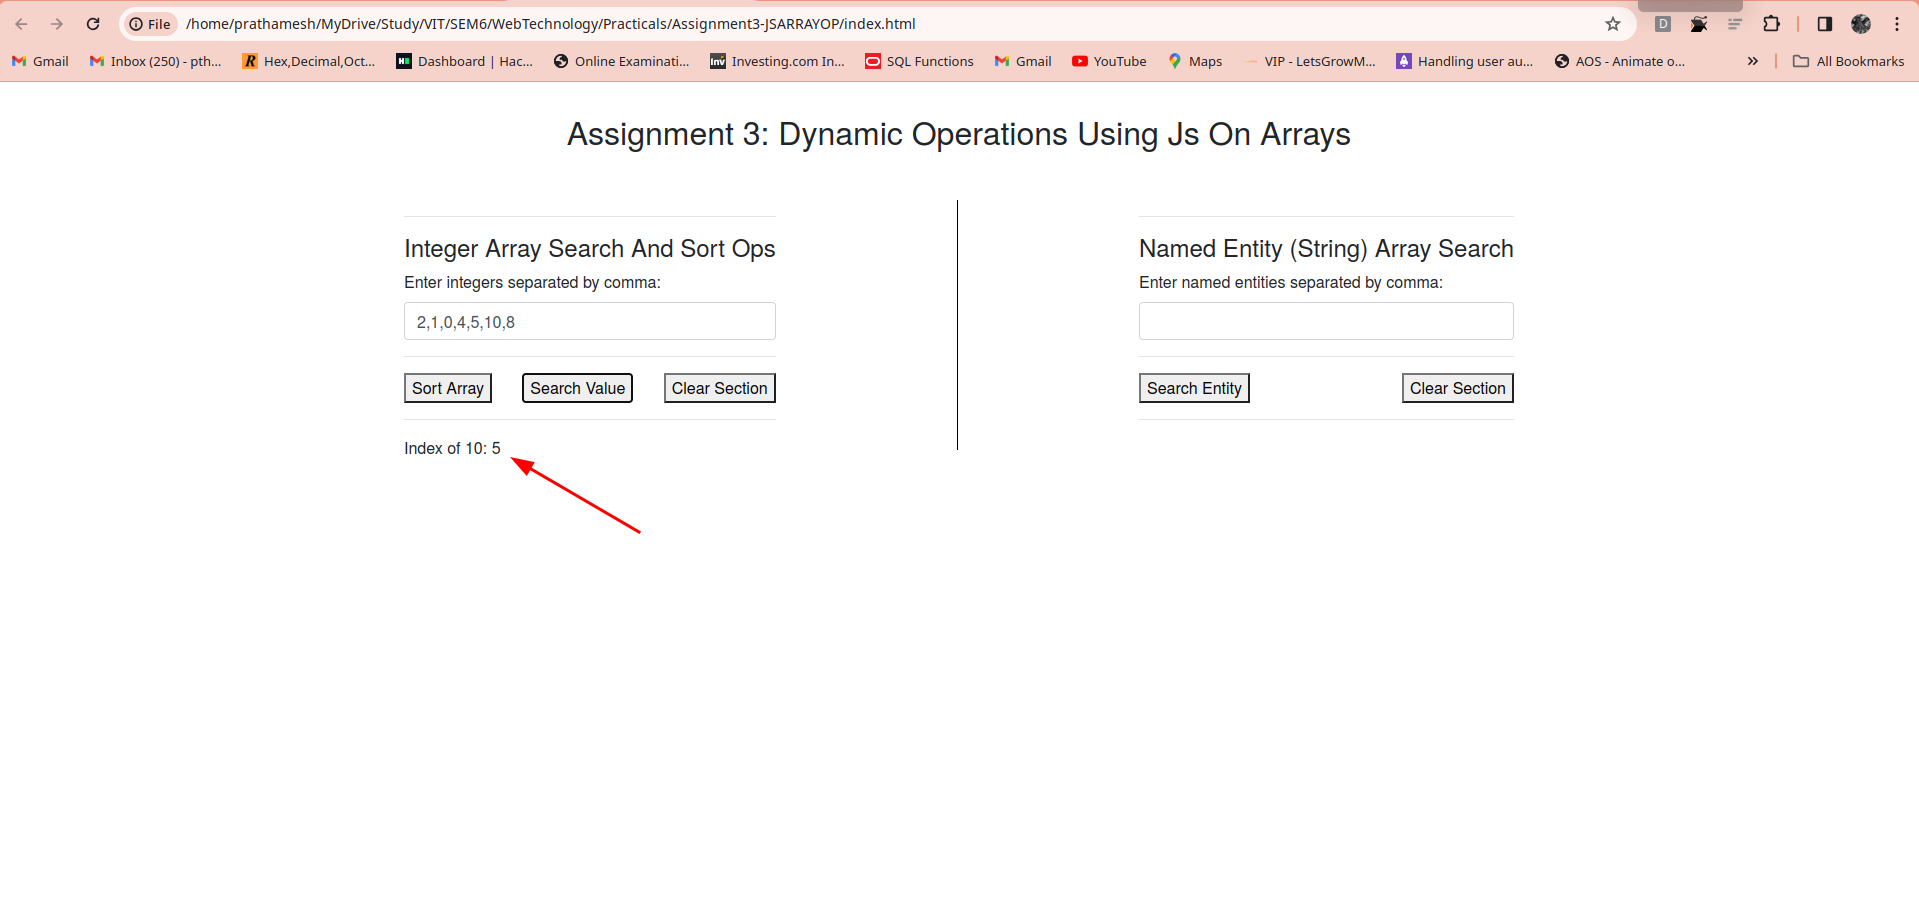 File /home/prathamesh/MyDrive/Study/VIT/SEM6/WebTechnology/Practicals/Assignment3-JSARRAYOP/index.html D
Gmail Inbox (250) - pth... R Hex,Decimal,Oct... H Dashboard | Hac... Online Examinati... Inv Investing.com In... SQL Functions Gmail YouTube Maps VIP - LetsGrowM... Handling user au... AOS - Animate o... » All Bookmarks
Assignment 3: Dynamic Operations Using Js On Arrays
Integer Array Search And Sort Ops
Enter integers separated by comma:
2,1,0,4,5,10,8
Sort Array Search Value Clear Section
Index of 10: 5
Named Entity (String) Array Search
Enter named entities separated by comma:
Search Entity Clear Section